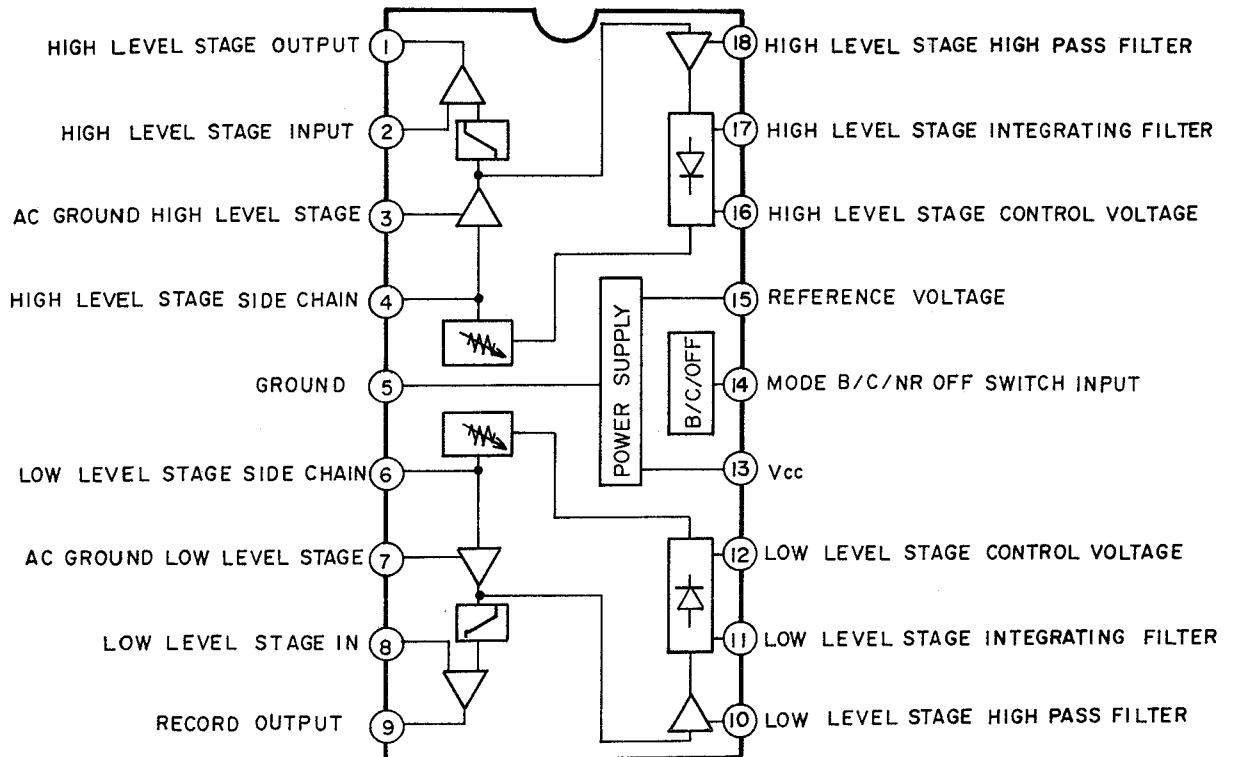 HIGH LEVEL STAGE OUTPUT 1
HIGH LEVEL STAGE INPUT 2
AC GROUND HIGH LEVEL STAGE 3
HIGH LEVEL STAGE SIDE CHAIN 4
GROUND 5
LOW LEVEL STAGE SIDE CHAIN 6
AC GROUND LOW LEVEL STAGE 7
LOW LEVEL STAGE IN 8
RECORD OUTPUT 9
POWER SUPPLY
B/C/OFF
18 HIGH LEVEL STAGE HIGH PASS FILTER
17 HIGH LEVEL STAGE INTEGRATING FILTER
16 HIGH LEVEL STAGE CONTROL VOLTAGE
15 REFERENCE VOLTAGE
14 MODE B/C/NR OFF SWITCH INPUT
13 Vcc
12 LOW LEVEL STAGE CONTROL VOLTAGE
11 LOW LEVEL STAGE INTEGRATING FILTER
10 LOW LEVEL STAGE HIGH PASS FILTER